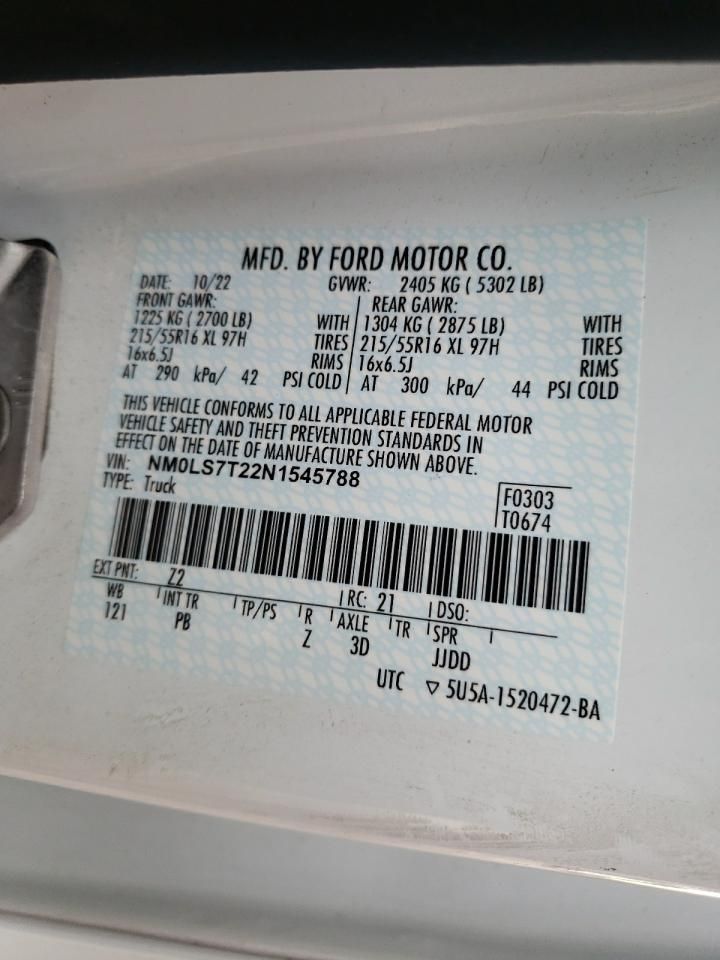 MFD. BY FORD MOTOR CO.
DATE: 10/22 GVWR: 2405 KG ( 5302 LB)
FRONT GAWR: REAR GAWR:
1225 KG ( 2700 LB) WITH 1304 KG ( 2875 LB) WITH
215/55R16 XL 97H TIRES 215/55R16 XL 97H TIRES
16x6.5J RIMS 16x6.5J RIMS
AT 290 kPa/ 42 PSI COLD AT 300 kPa/ 44 PSI COLD
THIS VEHICLE CONFORMS TO ALL APPLICABLE FEDERAL MOTOR
VEHICLE SAFETY AND THEFT PREVENTION STANDARDS IN
EFFECT ON THE DATE OF MANUFACTURE SHOWN ABOVE.
VIN: NM0LS7T22N1545788
TYPE: Truck
F0303
T0674
EXT PNT: Z2 RC: 21 DSO:
WB INT TR TP/PS R AXLE TR SPR
121 PB Z 3D JJDD
UTC ▽ 5U5A-1520472-BA